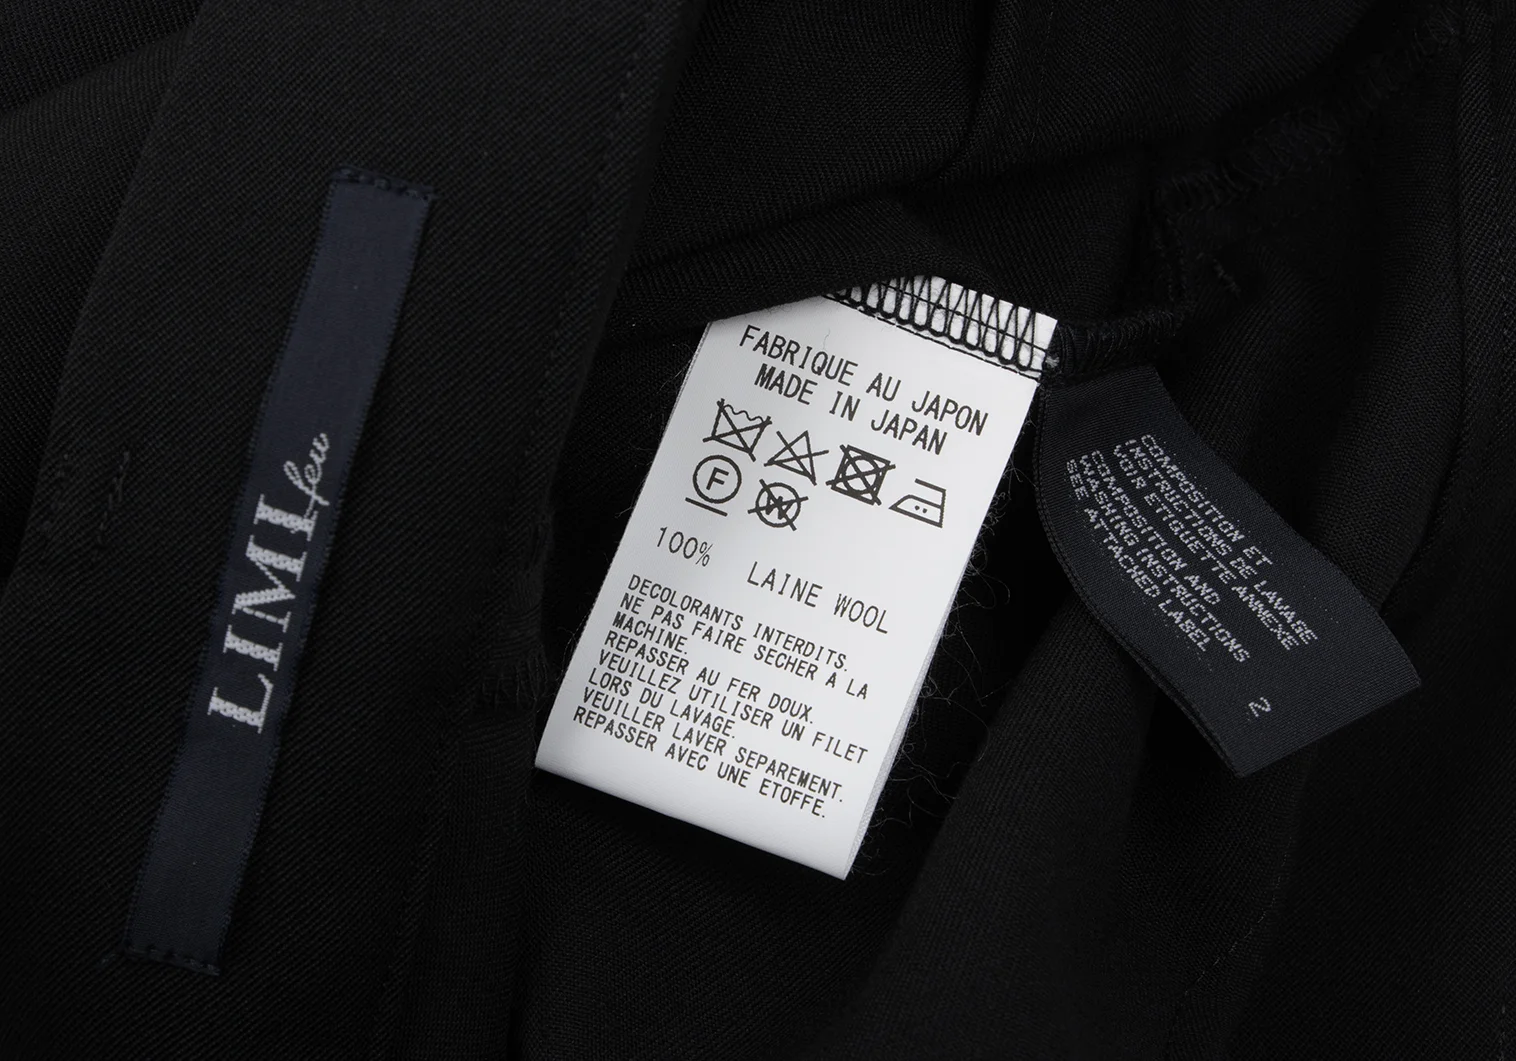 LIMI feu
FABRIQUE AU JAPON
MADE IN JAPAN
F
W
100% LAINE WOOL
DECOLORANTS INTERDITS.
NE PAS FAIRE SECHER A LA
MACHINE.
REPASSER AU FER DOUX.
VEUILLEZ UTILISER UN FILET
LORS DU LAVAGE.
VEUILLER LAVER SEPAREMENT.
REPASSER AVEC UNE ETOFFE.
COMPOSITION ET
INSTRUCTIONS DE LAVAGE
VOIR ETIQUETTE ANNEXE
COMPOSITION AND
WASHING INSTRUCTIONS
SEE ATTACHED LABEL
2